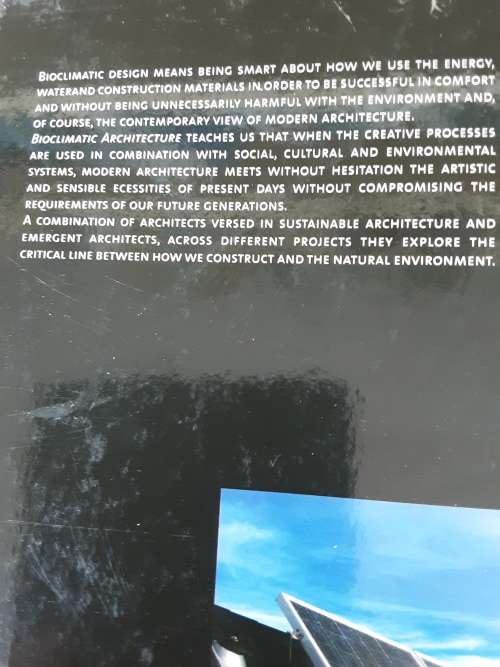 BIOCLIMATIC DESIGN MEANS BEING SMART ABOUT HOW WE USE THE ENERGY,
WATERAND CONSTRUCTION MATERIALS IN.ORDER TO BE SUCCESSFUL IN COMFORT
AND WITHOUT BEING UNNECESSARILY HARMFUL WITH THE ENVIRONMENT AND,
OF COURSE, THE CONTEMPORARY VIEW OF MODERN ARCHITECTURE.
BIOCLIMATIC ARCHITECTURE TEACHES US THAT WHEN THE CREATIVE PROCESSES
ARE USED IN COMBINATION WITH SOCIAL, CULTURAL AND ENVIRONMENTAL
SYSTEMS, MODERN ARCHITECTURE MEETS WITHOUT HESITATION THE ARTISTIC
AND SENSIBLE ECESSITIES OF PRESENT DAYS WITHOUT COMPROMISING THE
REQUIREMENTS OF OUR FUTURE GENERATIONS.
A COMBINATION OF ARCHITECTS VERSED IN SUSTAINABLE ARCHITECTURE AND
EMERGENT ARCHITECTS, ACROSS DIFFERENT PROJECTS THEY EXPLORE THE
CRITICAL LINE BETWEEN HOW WE CONSTRUCT AND THE NATURAL ENVIRONMENT.